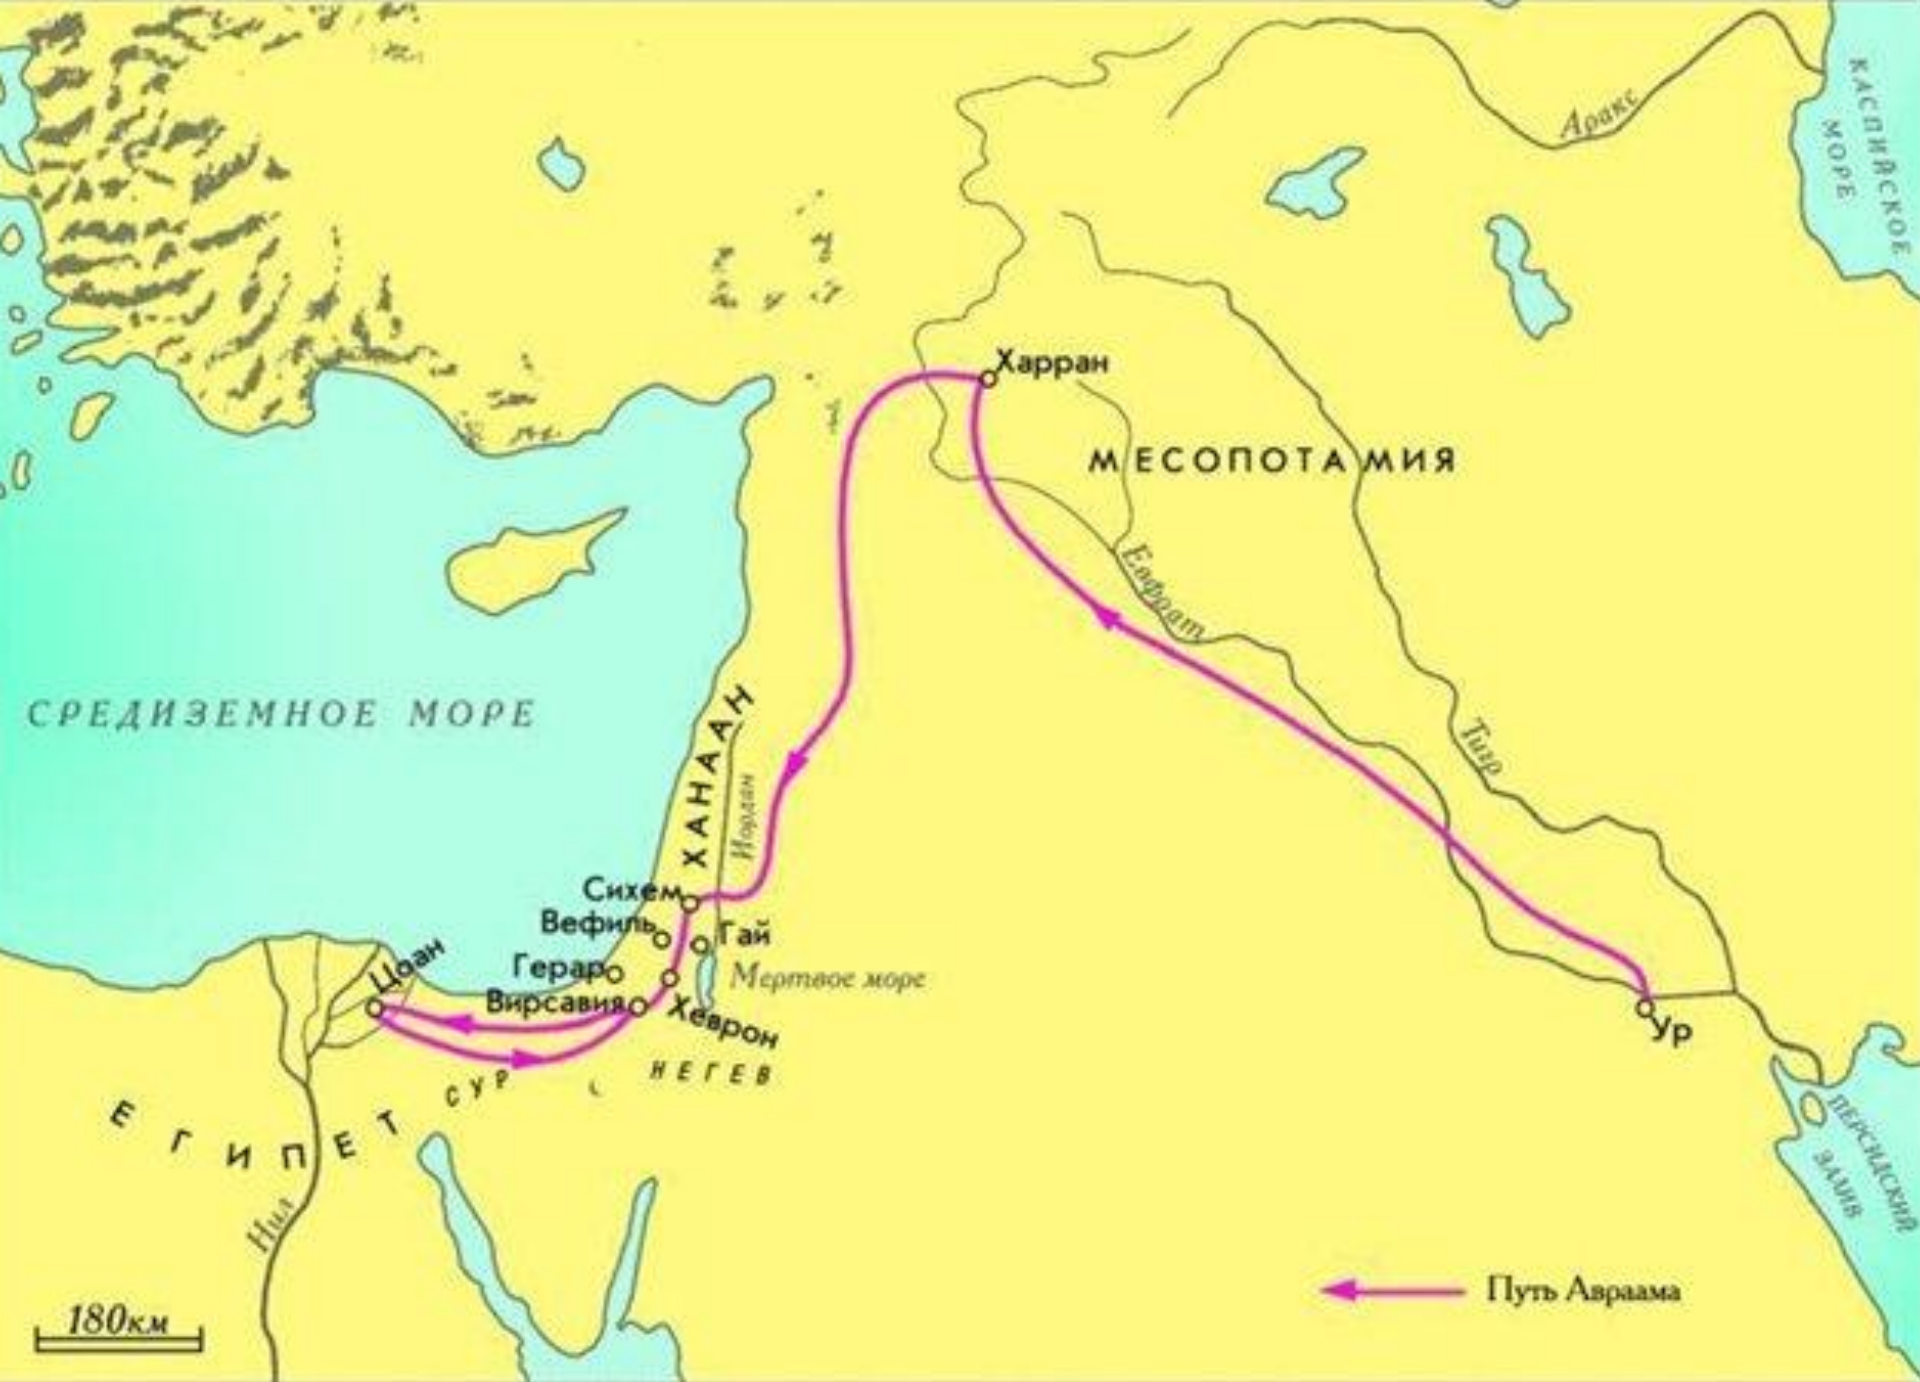 Аракс
КАСПИЙСКОЕ
МОРЕ
Харран
МЕСОПОТАМИЯ
Евфрат
СРЕДИЗЕМНОЕ МОРЕ
Тигр
ХАНААН
Иордан
Сихем
Вефиль
Гай
Цоан
Герар
Мертвое море
Вирсавия
Хеврон
Ур
СУР
НЕГЕВ
ЕГИПЕТ
ПЕРСИДСКИЙ
ЗАЛИВ
Нил
Путь Авраама
180км